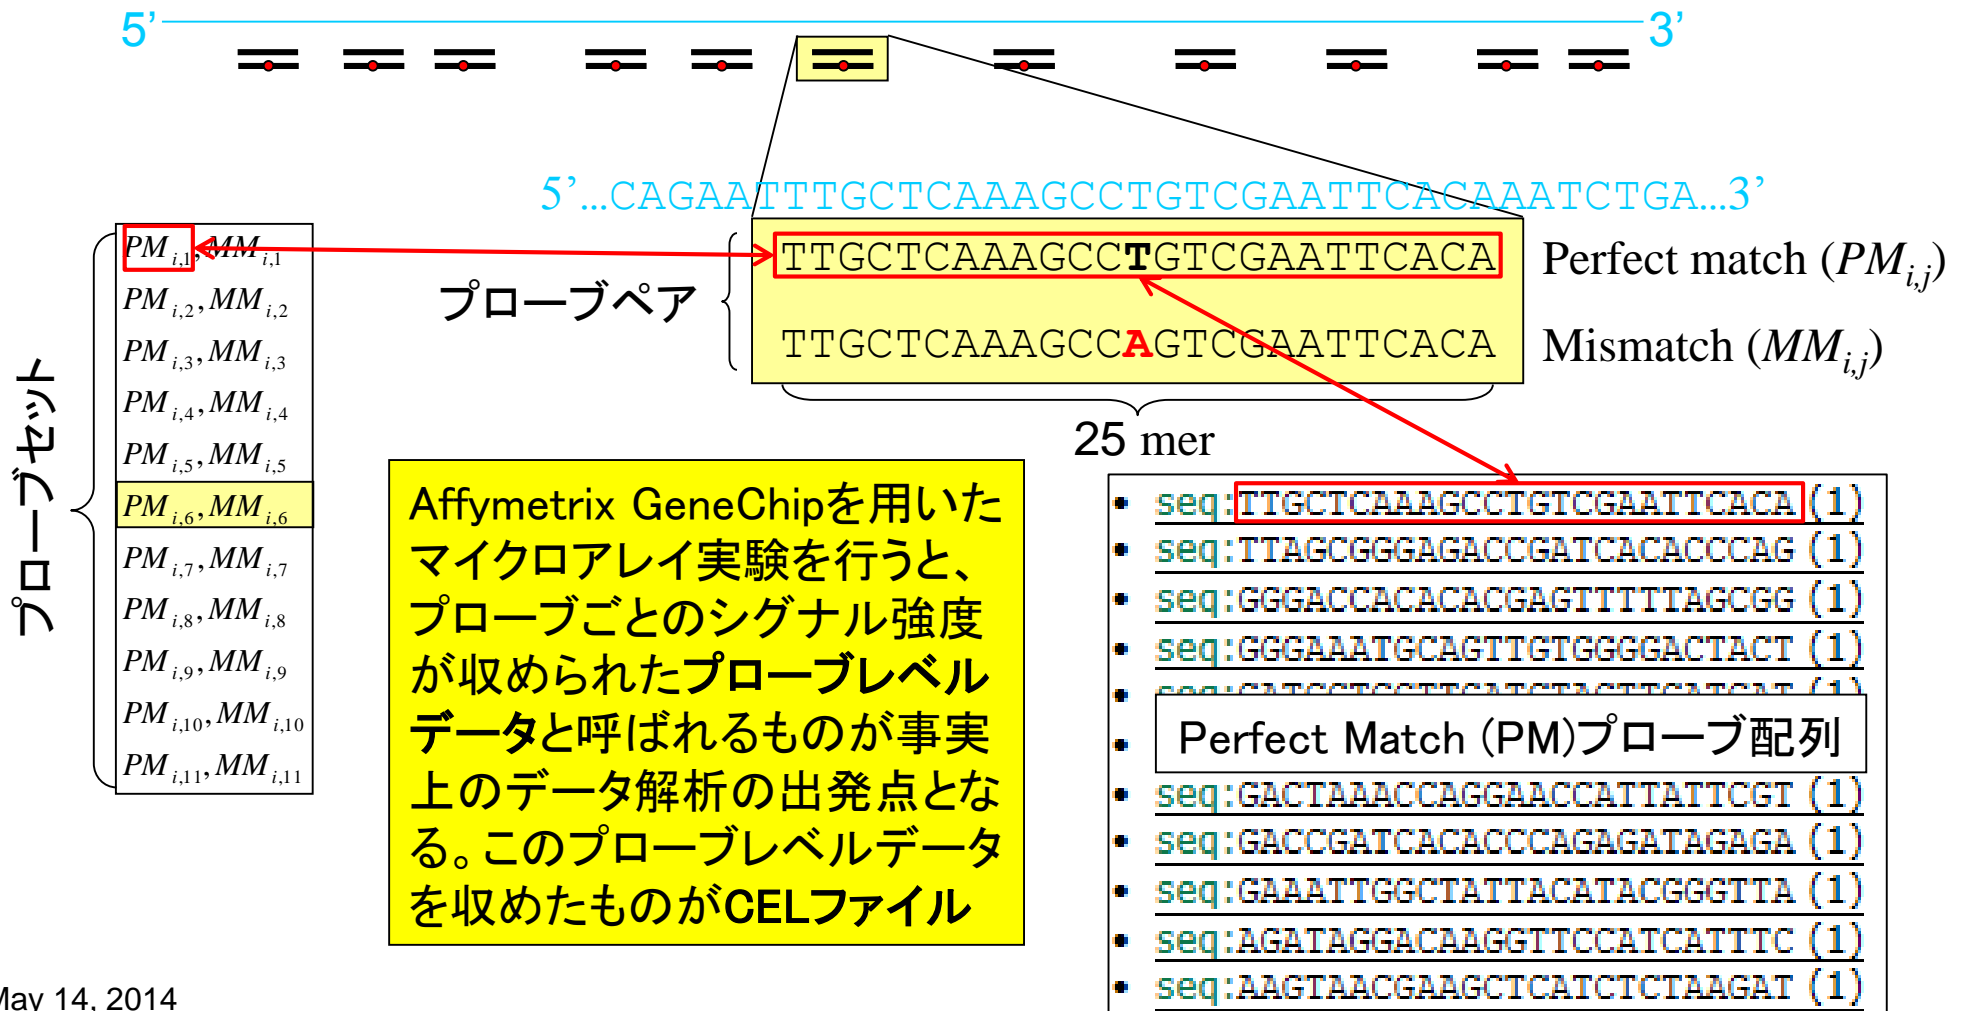 5’ 3’
5’...CAGAATTTGCTCAAAGCCTGTCGAATTCACAAATCTGA...3’
プローブペア
TTGCTCAAAGCCTGTCGAATTCACA
Perfect match (PMi,j)
TTGCTCAAAGCCAGTCGAATTCACA
Mismatch (MMi,j)
25 mer
プローブセット
PM i,1, MM i,1
PM i,2, MM i,2
PM i,3, MM i,3
PM i,4, MM i,4
PM i,5, MM i,5
PM i,6, MM i,6
PM i,7, MM i,7
PM i,8, MM i,8
PM i,9, MM i,9
PM i,10, MM i,10
PM i,11, MM i,11
Affymetrix GeneChipを用いた
マイクロアレイ実験を行うと、
プローブごとのシグナル強度
が収められたプローブレベル
データと呼ばれるものが事実
上のデータ解析の出発点とな
る。このプローブレベルデータ
を収めたものがCELファイル
• seq:TTGCTCAAAGCCTGTCGAATTCACA (1)
• seq:TTAGCGGGAGACCGATCACACCCAG (1)
• seq:GGGACCACACACGAGTTTTTAGCGG (1)
• seq:GGGAAATGCAGTTGTGGGGACTACT (1)
Perfect Match (PM)プローブ配列
• seq:GACTAAACCAGGAACCATTATTCGT (1)
• seq:GACCGATCACACCCAGAGATAGAGA (1)
• seq:GAAATTGGCTATTACATACGGGTTA (1)
• seq:AGATAGGACAAGGTTCCATCATTTC (1)
• seq:AAGTAACGAAGCTCATCTCTAAGAT (1)
May 14, 2014